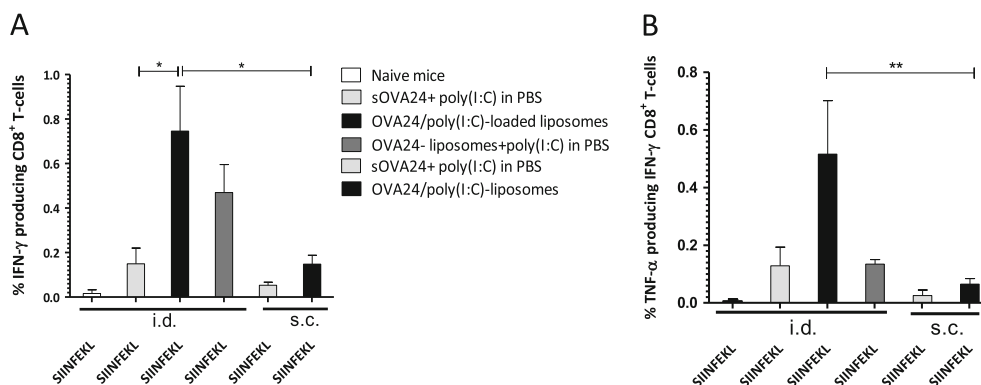 A
B
*
*
**
1.0
0.8
0.6
0.4
0.2
0.0
% IFN-γ producing CD8+ T-cells
Naive mice
sOVA24+ poly(I:C) in PBS
OVA24/poly(I:C)-loaded liposomes
OVA24- liposomes+poly(I:C) in PBS
sOVA24+ poly(I:C) in PBS
OVA24/poly(I:C)-liposomes
i.d.
s.c.
SIINFEKL
SIINFEKL
SIINFEKL
SIINFEKL
SIINFEKL
SIINFEKL
0.8
0.6
0.4
0.2
0.0
% TNF-α producing IFN-γ CD8+ T-cells
i.d.
s.c.
SIINFEKL
SIINFEKL
SIINFEKL
SIINFEKL
SIINFEKL
SIINFEKL